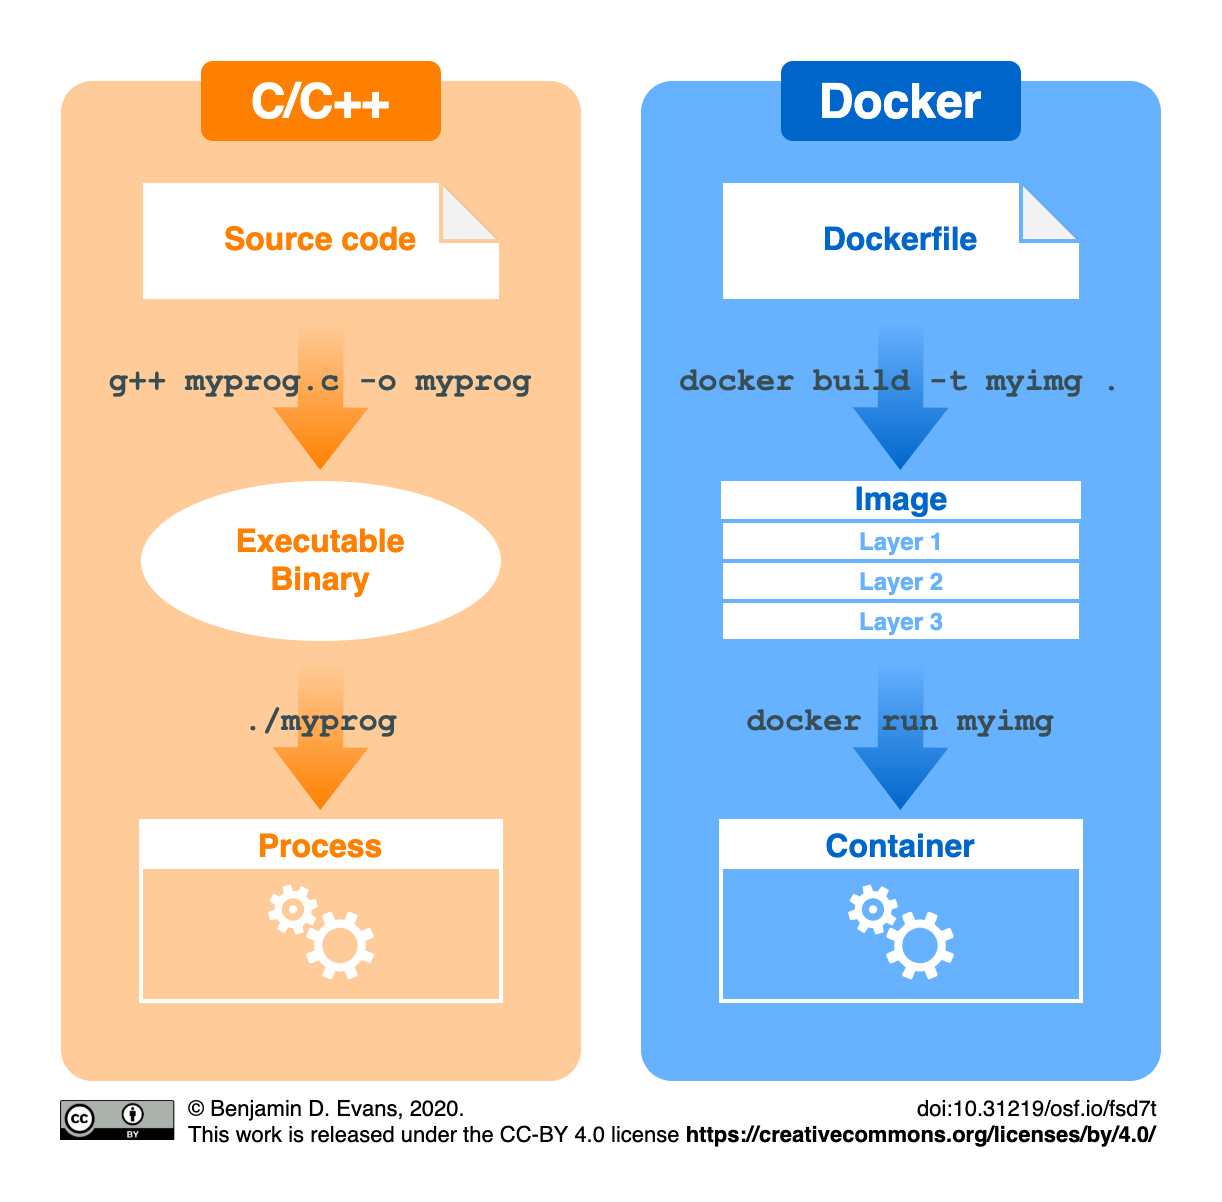 C/C++
Source code
g++ myprog.c -o myprog
Executable
Binary
./myprog
Process
Docker
Dockerfile
docker build -t myimg .
Image
Layer 1
Layer 2
Layer 3
docker run myimg
Container
cc
BY
© Benjamin D. Evans, 2020.
doi:10.31219/osf.io/fsd7t
This work is released under the CC-BY 4.0 license https://creativecommons.org/licenses/by/4.0/